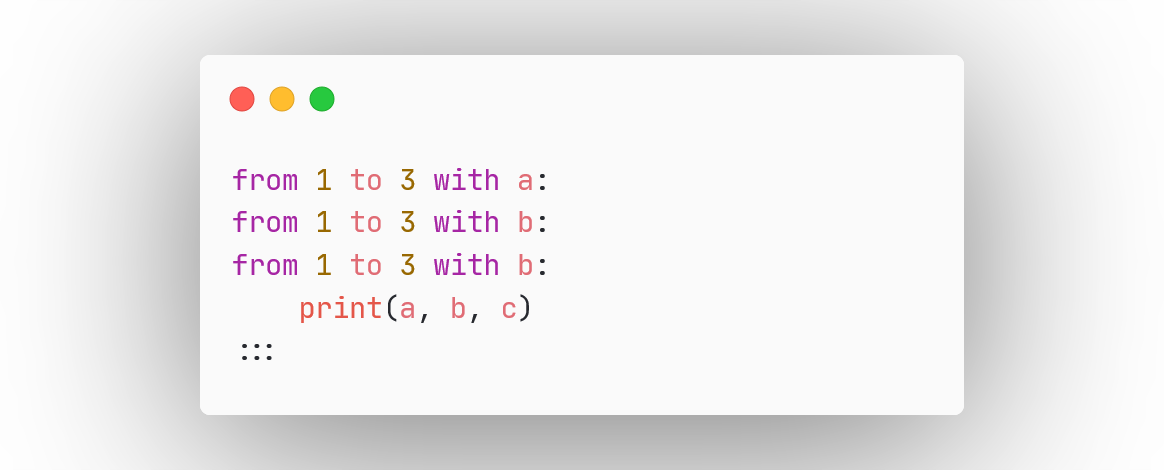 from 1 to 3 with a:
from 1 to 3 with b:
from 1 to 3 with b:
    print(a, b, c)
:::